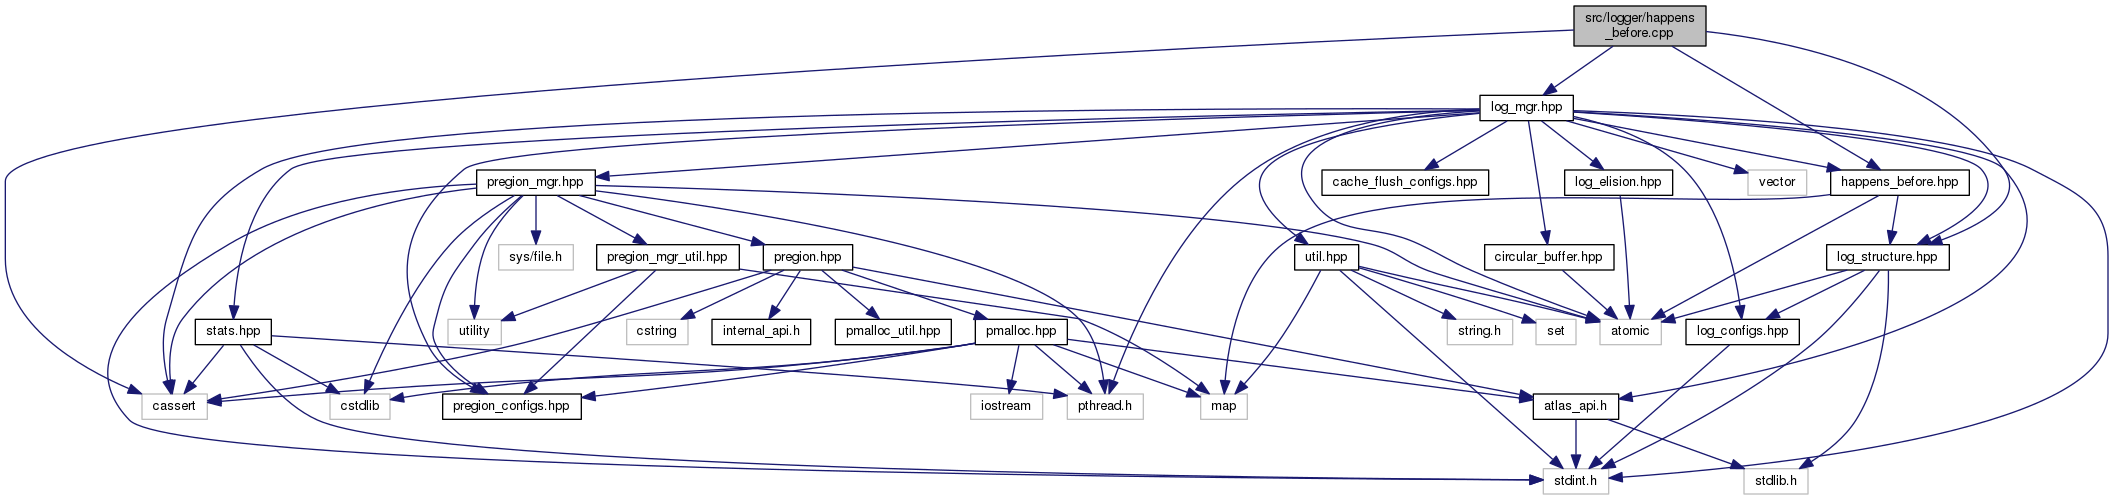 src/logger/happens
_before.cpp
log_mgr.hpp
pregion_mgr.hpp
cache_flush_configs.hpp
log_elision.hpp
vector
happens_before.hpp
sys/file.h
pregion_mgr_util.hpp
pregion.hpp
util.hpp
circular_buffer.hpp
log_structure.hpp
stats.hpp
utility
cstring
internal_api.h
pmalloc_util.hpp
pmalloc.hpp
string.h
set
atomic
log_configs.hpp
cassert
cstdlib
pregion_configs.hpp
iostream
pthread.h
map
atlas_api.h
stdint.h
stdlib.h